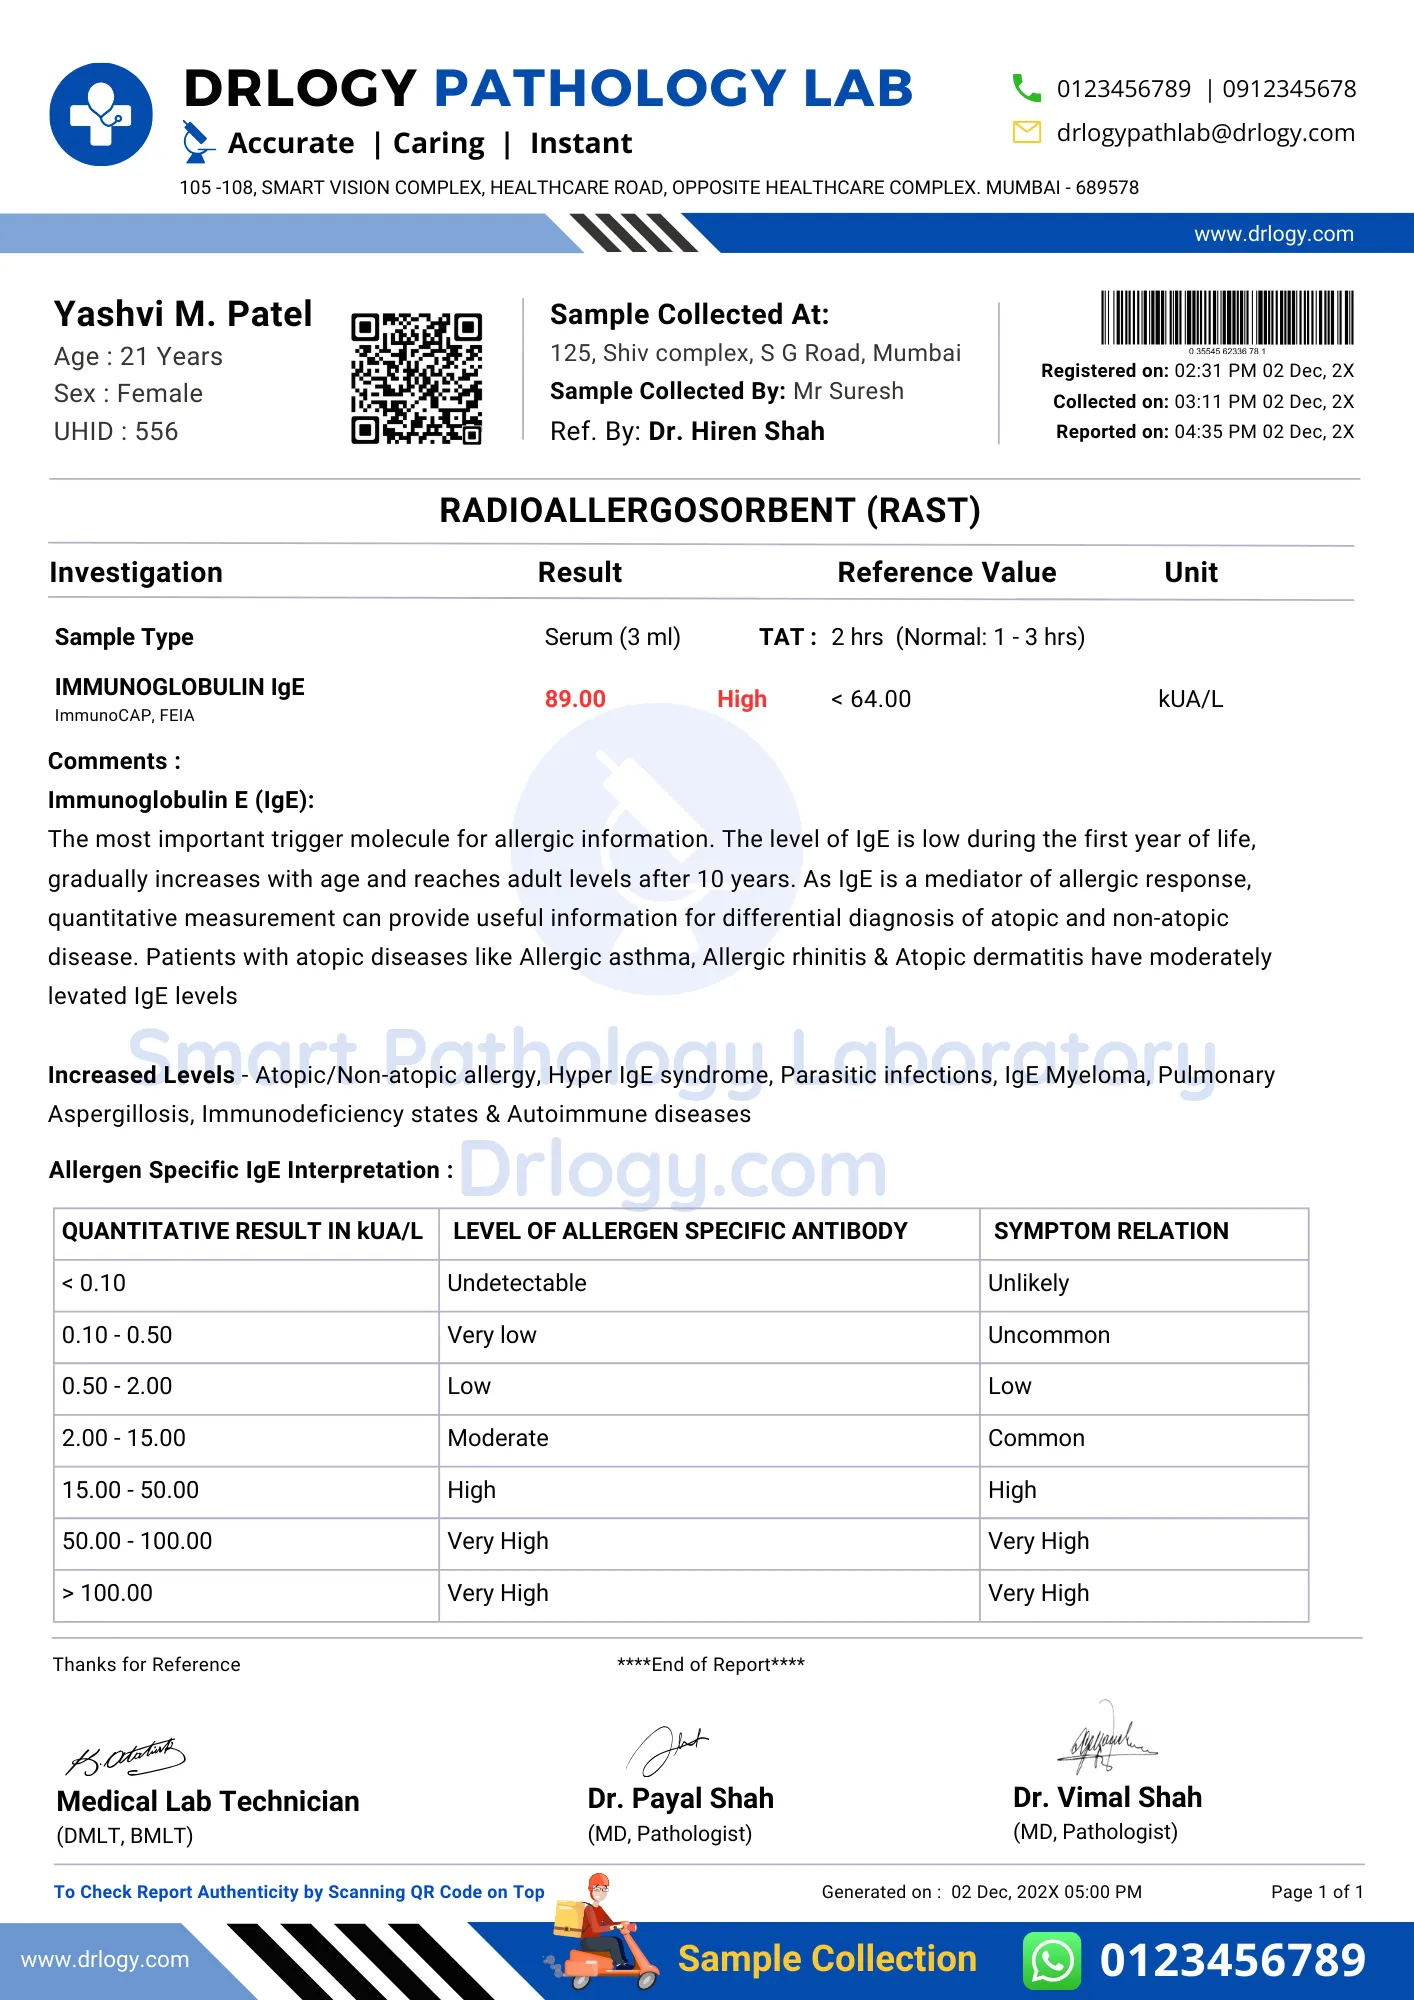 DRLOGY PATHOLOGY LAB
Accurate | Caring | Instant
0123456789 | 0912345678
drlogypathlab@drlogy.com
105 -108, SMART VISION COMPLEX, HEALTHCARE ROAD, OPPOSITE HEALTHCARE COMPLEX. MUMBAI - 689578
www.drlogy.com
Yashvi M. Patel
Age : 21 Years
Sex : Female
UHID : 556
Sample Collected At:
125, Shiv complex, S G Road, Mumbai
Sample Collected By: Mr Suresh
Ref. By: Dr. Hiren Shah
0 35545 62336 78 1
Registered on: 02:31 PM 02 Dec, 2X
Collected on: 03:11 PM 02 Dec, 2X
Reported on: 04:35 PM 02 Dec, 2X
RADIOALLERGOSORBENT (RAST)
Investigation Result Reference Value Unit
Sample Type Serum (3 ml) TAT : 2 hrs (Normal: 1 - 3 hrs)
IMMUNOGLOBULIN IgE 89.00 High < 64.00 kUA/L
ImmunoCAP, FEIA
Comments :
Immunoglobulin E (IgE):
The most important trigger molecule for allergic information. The level of IgE is low during the first year of life,
gradually increases with age and reaches adult levels after 10 years. As IgE is a mediator of allergic response,
quantitative measurement can provide useful information for differential diagnosis of atopic and non-atopic
disease. Patients with atopic diseases like Allergic asthma, Allergic rhinitis & Atopic dermatitis have moderately
levated IgE levels
Smart Pathology Laboratory
Increased Levels - Atopic/Non-atopic allergy, Hyper IgE syndrome, Parasitic infections, IgE Myeloma, Pulmonary
Aspergillosis, Immunodeficiency states & Autoimmune diseases
Drlogy.com
Allergen Specific IgE Interpretation :
QUANTITATIVE RESULT IN kUA/L LEVEL OF ALLERGEN SPECIFIC ANTIBODY SYMPTOM RELATION
< 0.10 Undetectable Unlikely
0.10 - 0.50 Very low Uncommon
0.50 - 2.00 Low Low
2.00 - 15.00 Moderate Common
15.00 - 50.00 High High
50.00 - 100.00 Very High Very High
> 100.00 Very High Very High
Thanks for Reference ****End of Report****
Medical Lab Technician
(DMLT, BMLT)
Dr. Payal Shah
(MD, Pathologist)
Dr. Vimal Shah
(MD, Pathologist)
To Check Report Authenticity by Scanning QR Code on Top
Generated on : 02 Dec, 202X 05:00 PM
Page 1 of 1
www.drlogy.com
Sample Collection
0123456789